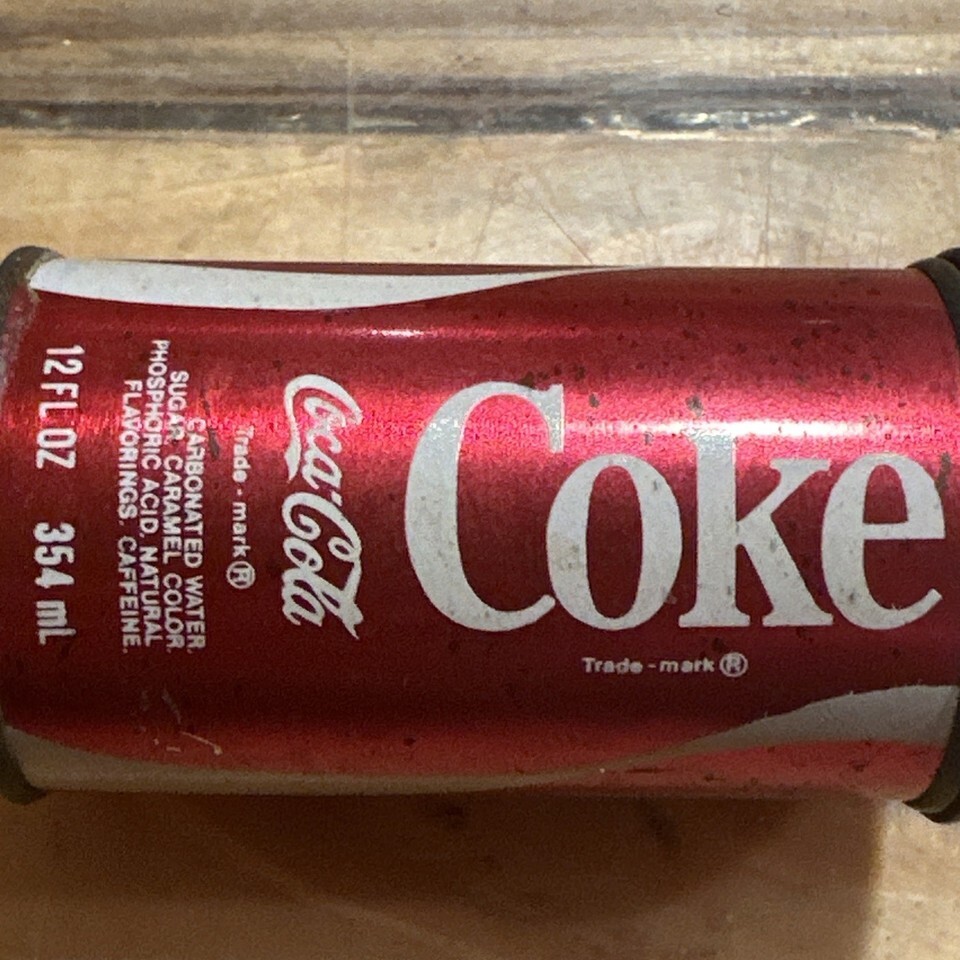 Coke
Trade-mark ®
Coca-Cola
Trade-mark ®
CARBONATED WATER,
SUGAR, CARAMEL COLOR,
PHOSPHORIC ACID, NATURAL
FLAVORINGS, CAFFEINE.
12 FL OZ 354 mL